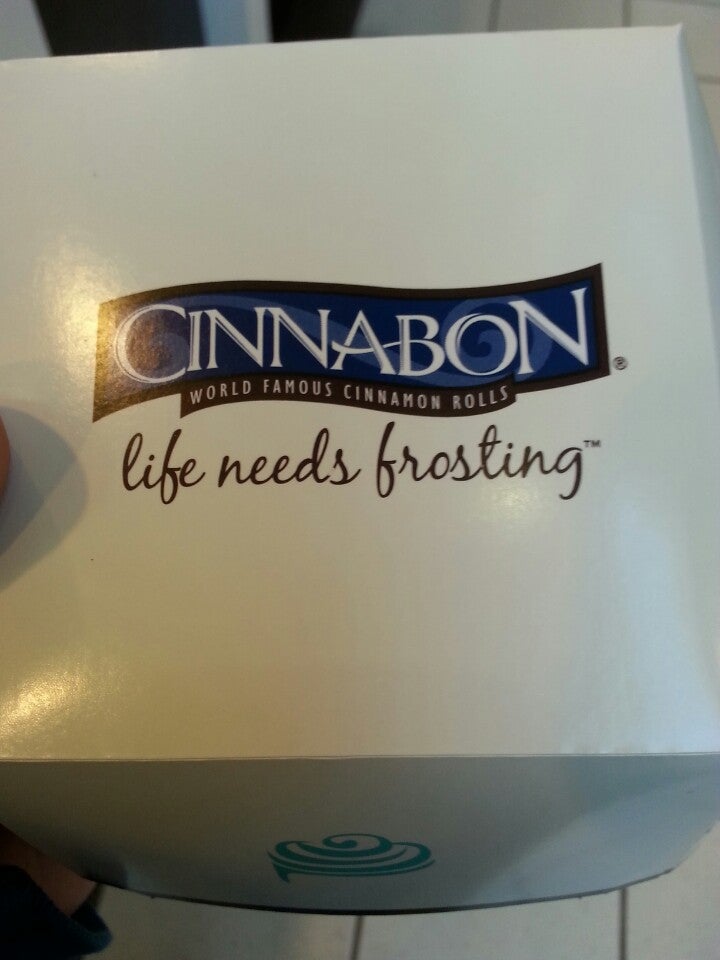 CINNABON®
WORLD FAMOUS CINNAMON ROLLS
life needs frosting™